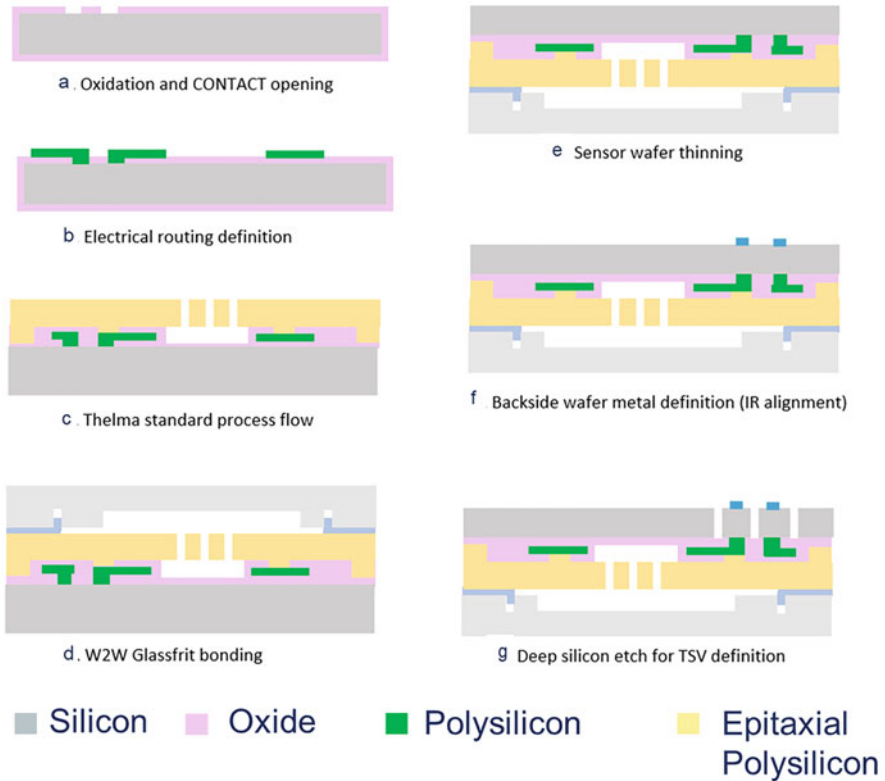 a. Oxidation and CONTACT opening
b. Electrical routing definition
c. Thelma standard process flow
d. W2W Glassfrit bonding
e Sensor wafer thinning
f. Backside wafer metal definition (IR alignment)
g Deep silicon etch for TSV definition
Silicon
Oxide
Polysilicon
Epitaxial
Polysilicon